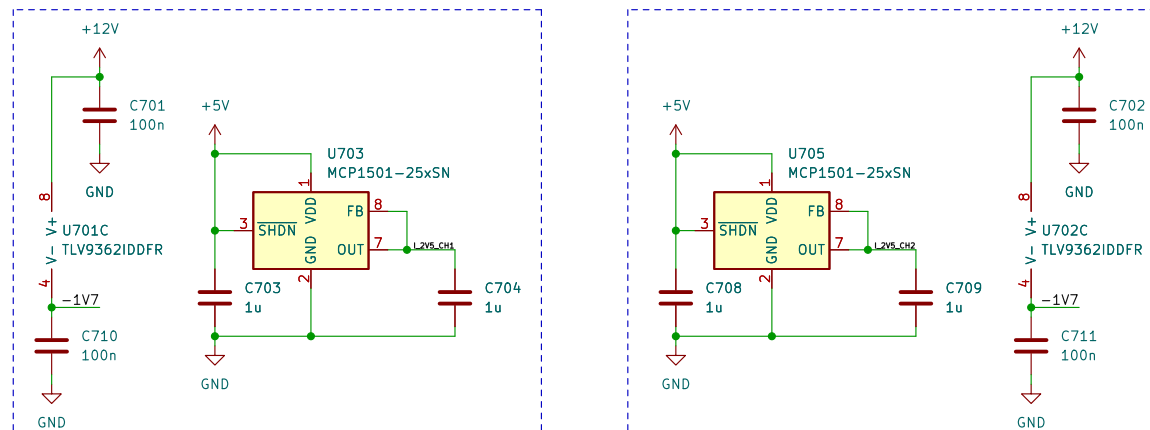 +12V
C701
100n
GND
8
V+
U701C
V-
TLV9362IDDFR
4
-1V7
C710
100n
GND
+5V
U703
MCP1501-25xSN
1
VDD
FB
8
3
SHDN
GND
OUT
7
I_2V5_CH1
2
C703
1u
C704
1u
GND
+5V
U705
MCP1501-25xSN
1
VDD
FB
8
3
SHDN
GND
OUT
7
I_2V5_CH2
2
C708
1u
C709
1u
GND
+12V
C702
100n
GND
8
V+
U702C
V-
TLV9362IDDFR
4
-1V7
C711
100n
GND